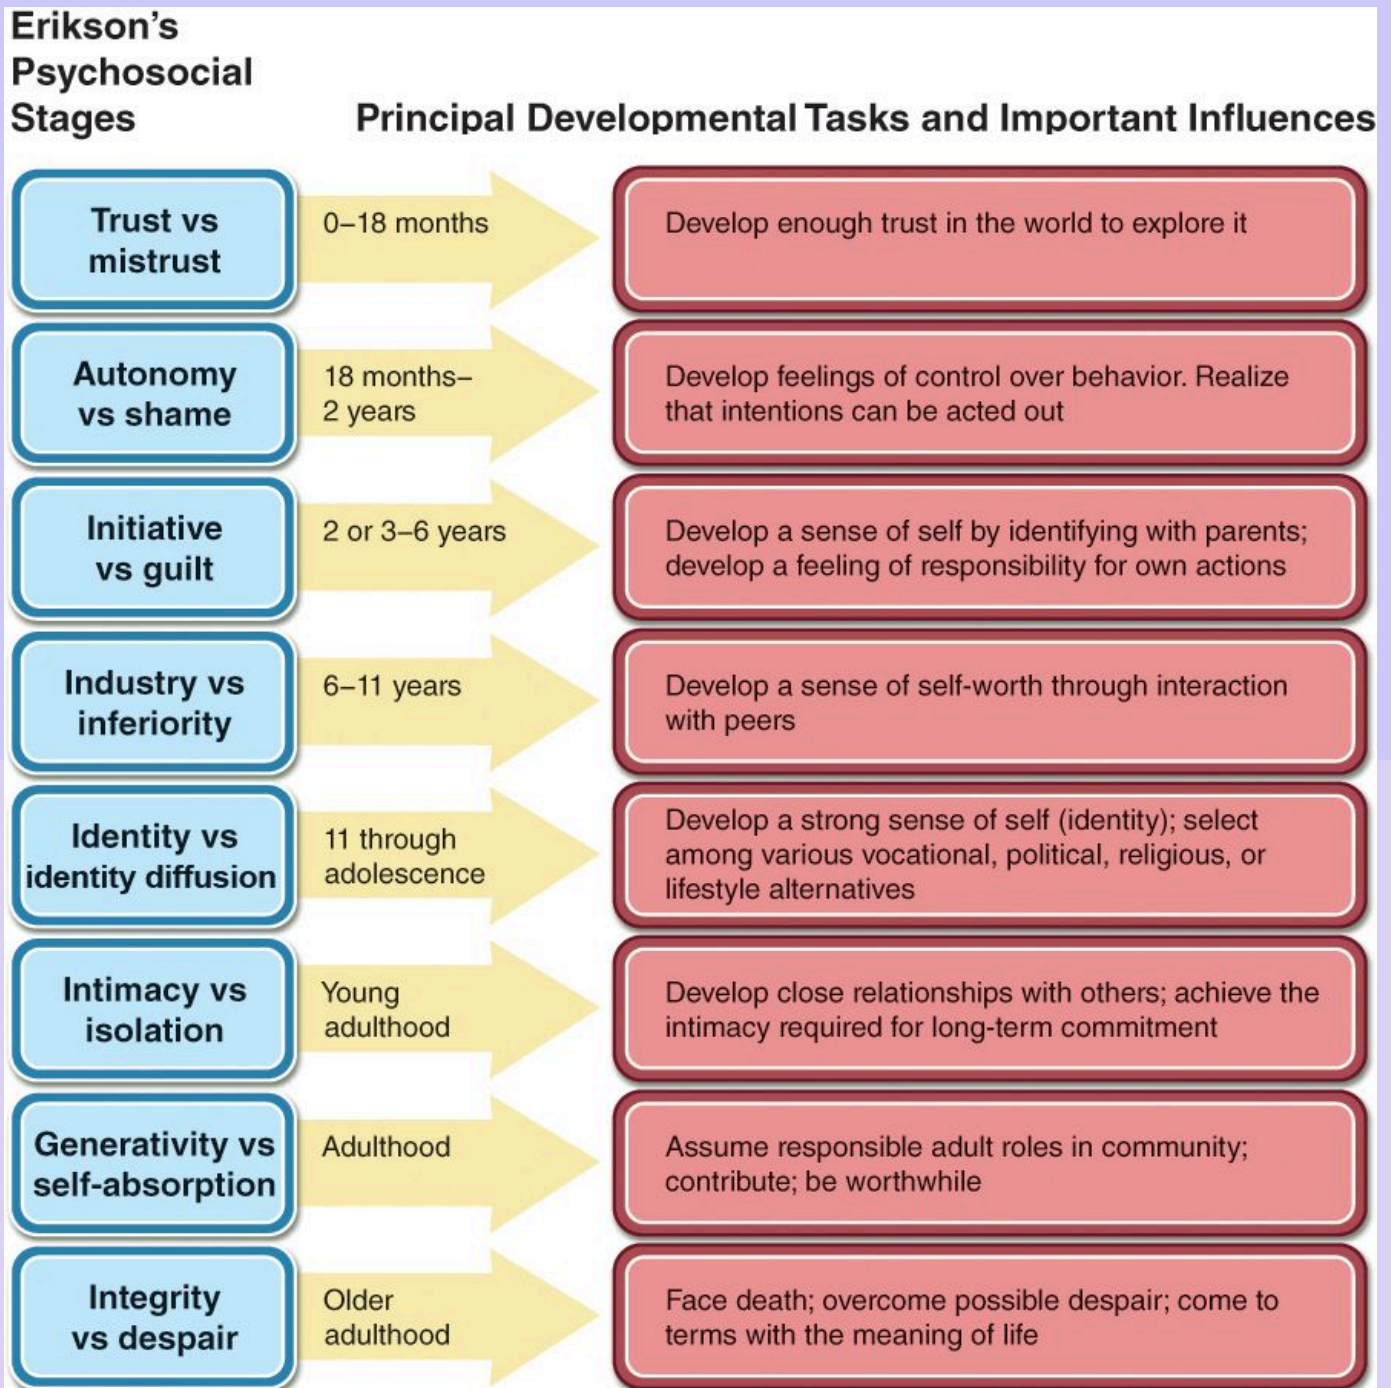 Erikson's
Psychosocial
Stages
Principal Developmental Tasks and Important Influences
Trust vs
mistrust
0–18 months
Develop enough trust in the world to explore it
Autonomy
vs shame
18 months–
2 years
Develop feelings of control over behavior. Realize
that intentions can be acted out
Initiative
vs guilt
2 or 3–6 years
Develop a sense of self by identifying with parents;
develop a feeling of responsibility for own actions
Industry vs
inferiority
6–11 years
Develop a sense of self-worth through interaction
with peers
Identity vs
identity diffusion
11 through
adolescence
Develop a strong sense of self (identity); select
among various vocational, political, religious, or
lifestyle alternatives
Intimacy vs
isolation
Young
adulthood
Develop close relationships with others; achieve the
intimacy required for long-term commitment
Generativity vs
self-absorption
Adulthood
Assume responsible adult roles in community;
contribute; be worthwhile
Integrity
vs despair
Older
adulthood
Face death; overcome possible despair; come to
terms with the meaning of life